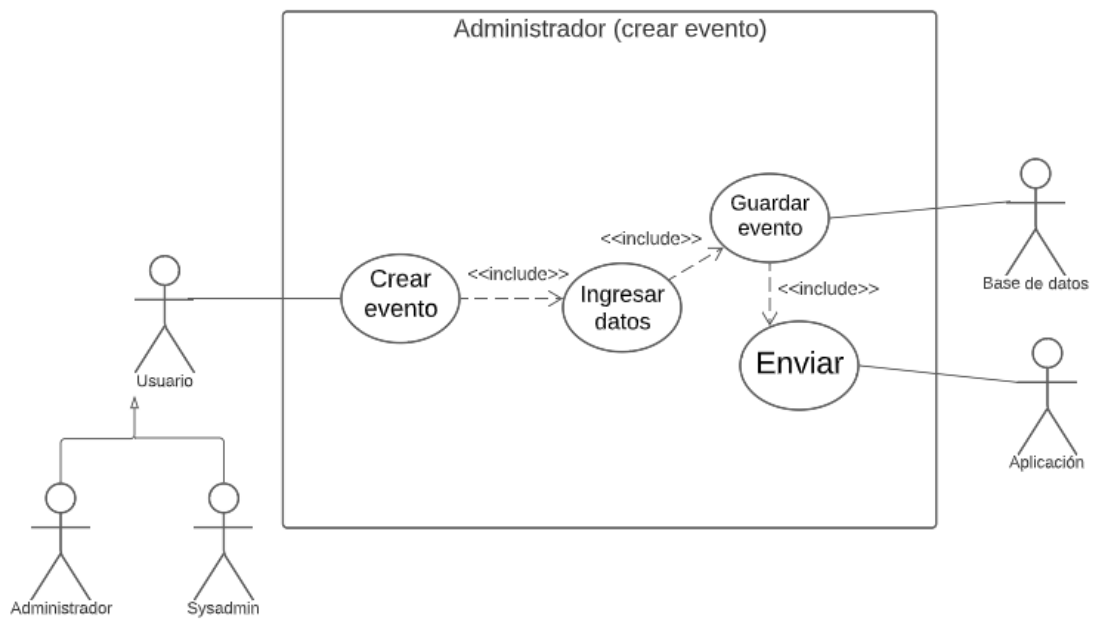 Administrador (crear evento)
Guardar
evento
<<include>>
Crear
evento
<<include>>
Ingresar
datos
<<include>>
Enviar
Base de datos
Usuario
Aplicación
Administrador
Sysadmin